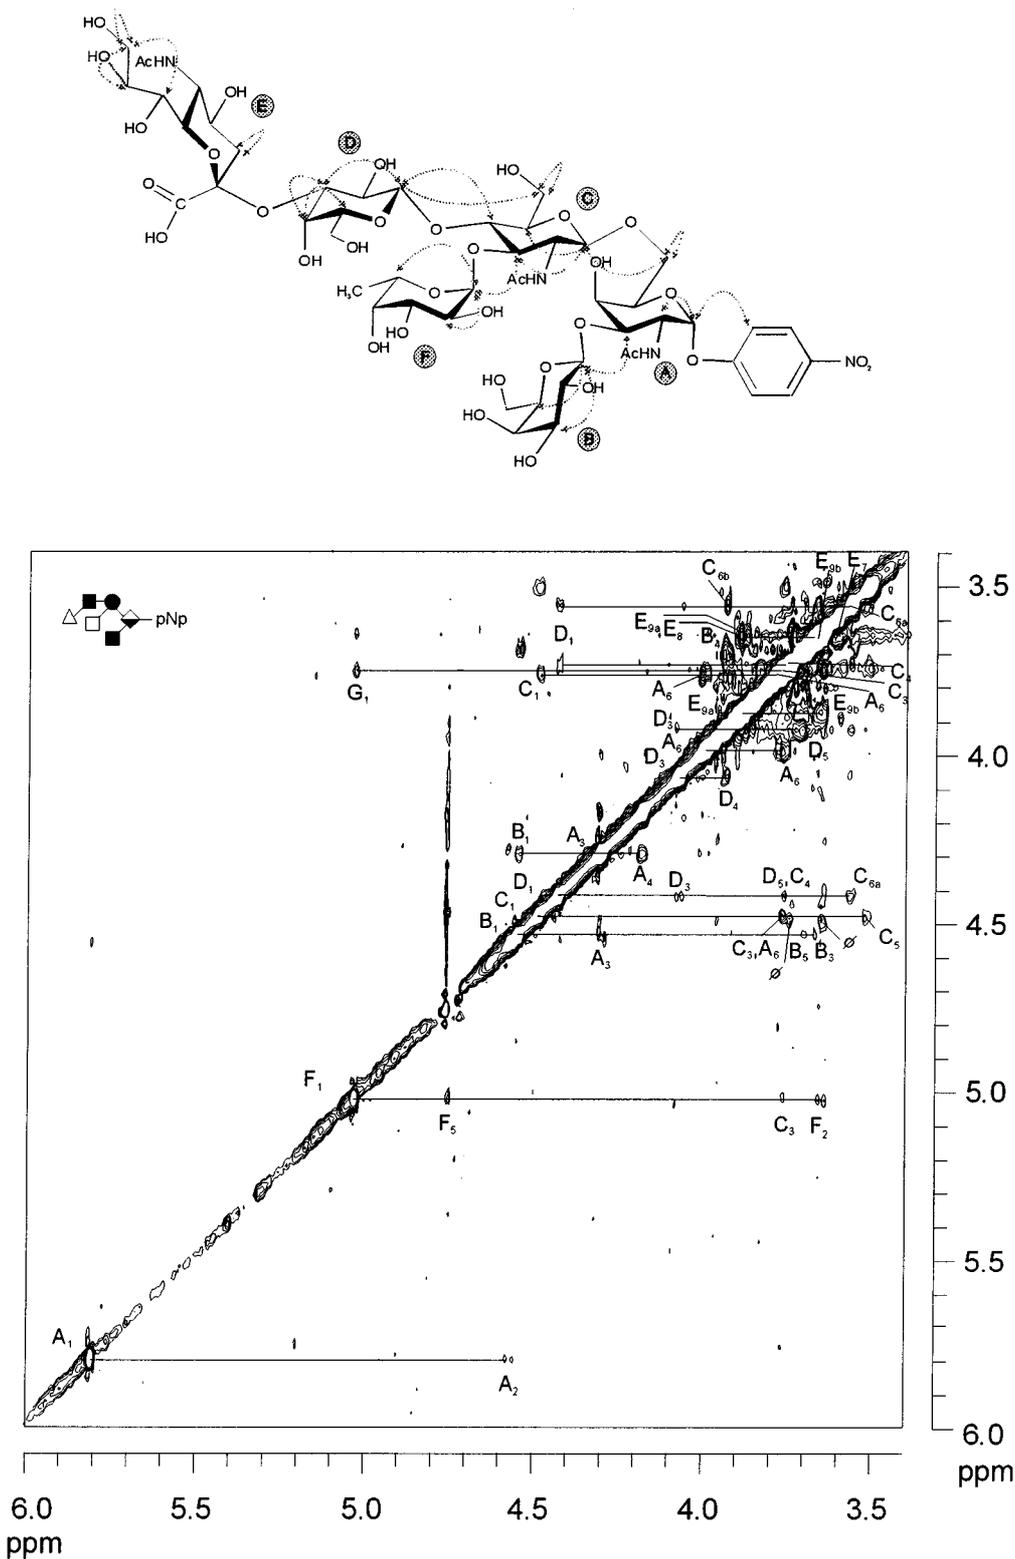 HO
HO
AcHN
OH
E
HO
O
O
HO
O
D
OH
O
OH
OH
O
HO
C
O
O
AcHN
O
H₃C
O
OH
HO
OH
F
OH
O
O
AcHN
A
O
NO₂
HO
O
OH
HO
HO
B
pNp
C6b
E9b
E7
E9a
E8
B2
D1
C6a
G1
C1
A6
C4
C3
A6
E9a
E9b
D3
A6
D3
D5
A6
D4
B1
A3
A4
D1
D3
D5,C4
C6a
C1
B1
A3
C3,A6
B5
B3
C5
ø
ø
F1
F5
C3
F2
A1
A2
3.5
4.0
4.5
5.0
5.5
6.0
ppm
6.0
5.5
5.0
4.5
4.0
3.5
ppm